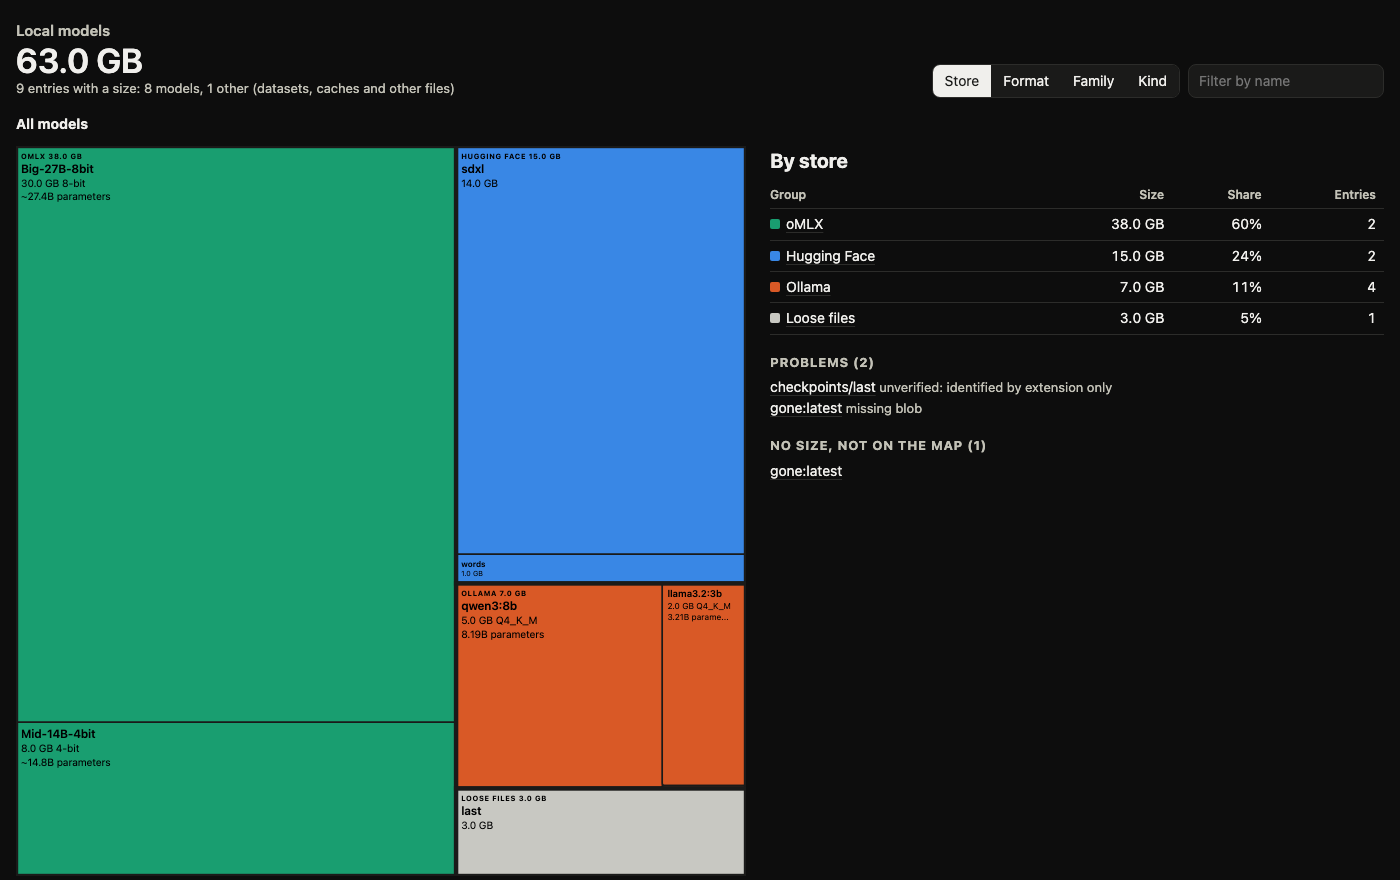 Local models
63.0 GB
9 entries with a size: 8 models, 1 other (datasets, caches and other files)
Store Format Family Kind Filter by name
All models
OMLX 38.0 GB
Big-27B-8bit
30.0 GB 8-bit
~27.4B parameters
Mid-14B-4bit
8.0 GB 4-bit
~14.8B parameters
HUGGING FACE 15.0 GB
sdxl
14.0 GB
words
1.0 GB
OLLAMA 7.0 GB
qwen3:8b
5.0 GB Q4_K_M
8.19B parameters
llama3.2:3b
2.0 GB Q4_K_M
3.21B parame...
LOOSE FILES 3.0 GB
last
3.0 GB
By store
Group Size Share Entries
oMLX 38.0 GB 60% 2
Hugging Face 15.0 GB 24% 2
Ollama 7.0 GB 11% 4
Loose files 3.0 GB 5% 1
PROBLEMS (2)
checkpoints/last unverified: identified by extension only
gone:latest missing blob
NO SIZE, NOT ON THE MAP (1)
gone:latest